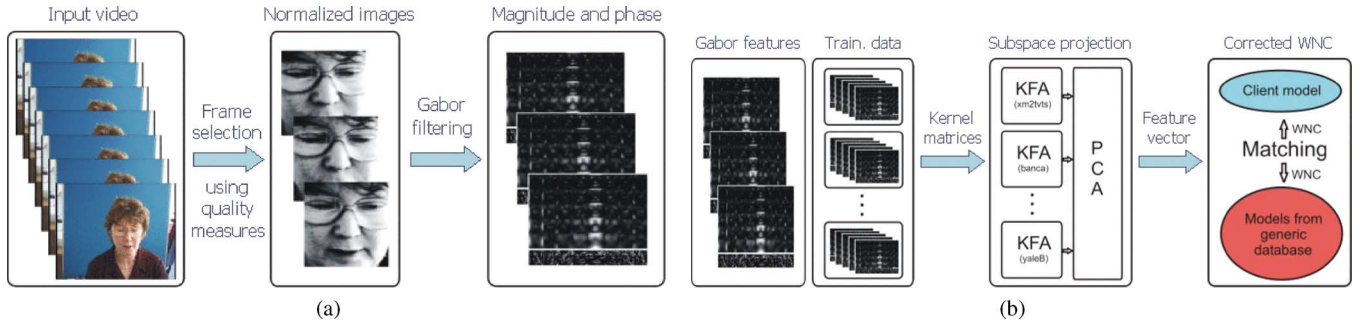 Input video
Normalized images
Magnitude and phase
Frame
selection
using
quality
measures
Gabor
filtering
(a)
Gabor features
Train. data
Subspace projection
Corrected WNC
Kernel
matrices
KFA
(xm2tvts)
KFA
(banca)
KFA
(yaleB)
P
C
A
Feature
vector
Client model
WNC
Matching
WNC
Models from
generic
database
(b)